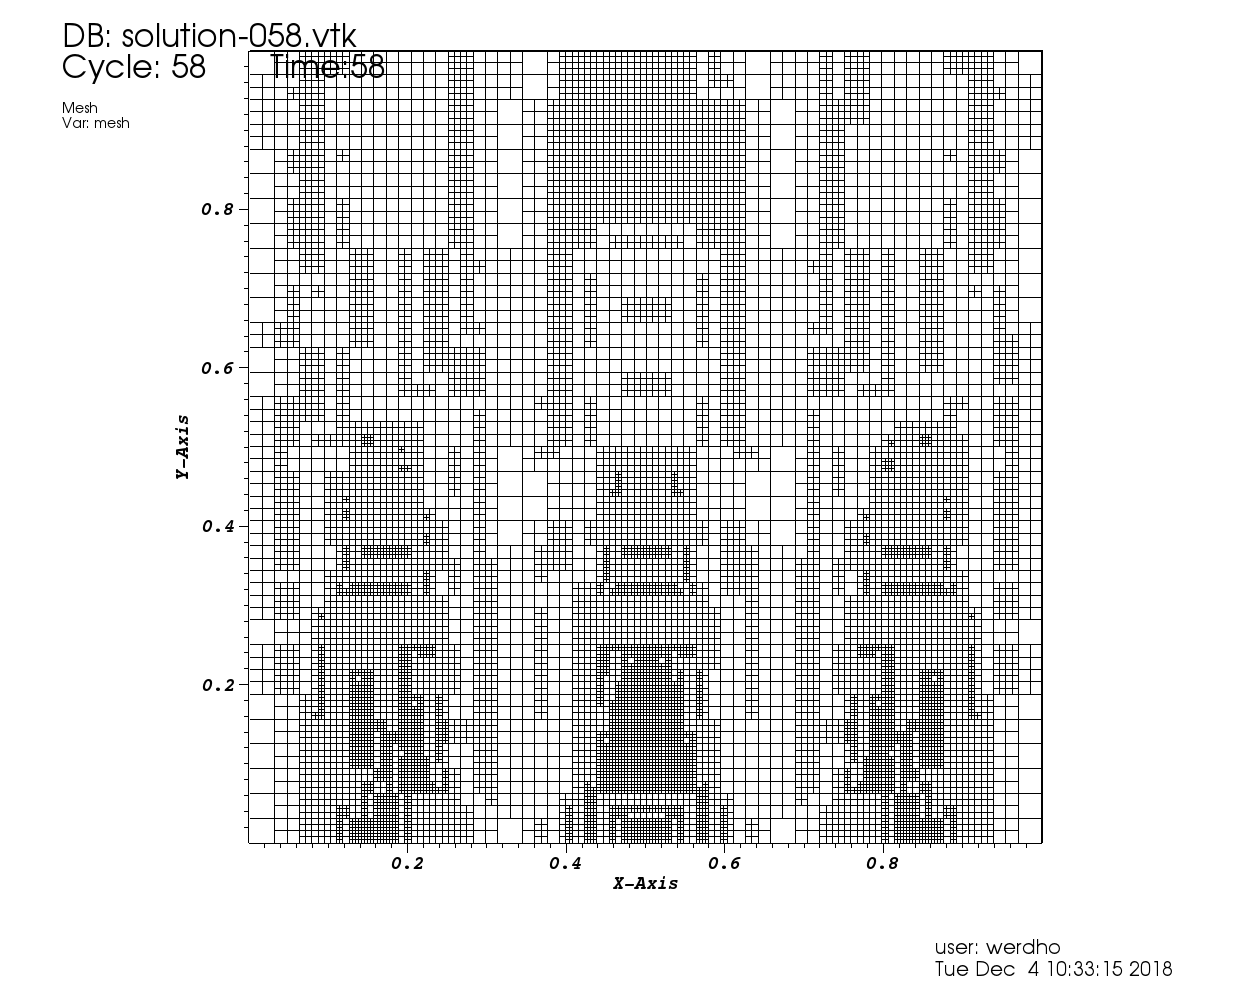 DB: solution-058.vtk
Cycle: 58 Time:58
Mesh
Var: mesh
0.8
0.6
Y-Axis
0.4
0.2
0.2 0.4 0.6 0.8
X-Axis
user: werdho
Tue Dec 4 10:33:15 2018